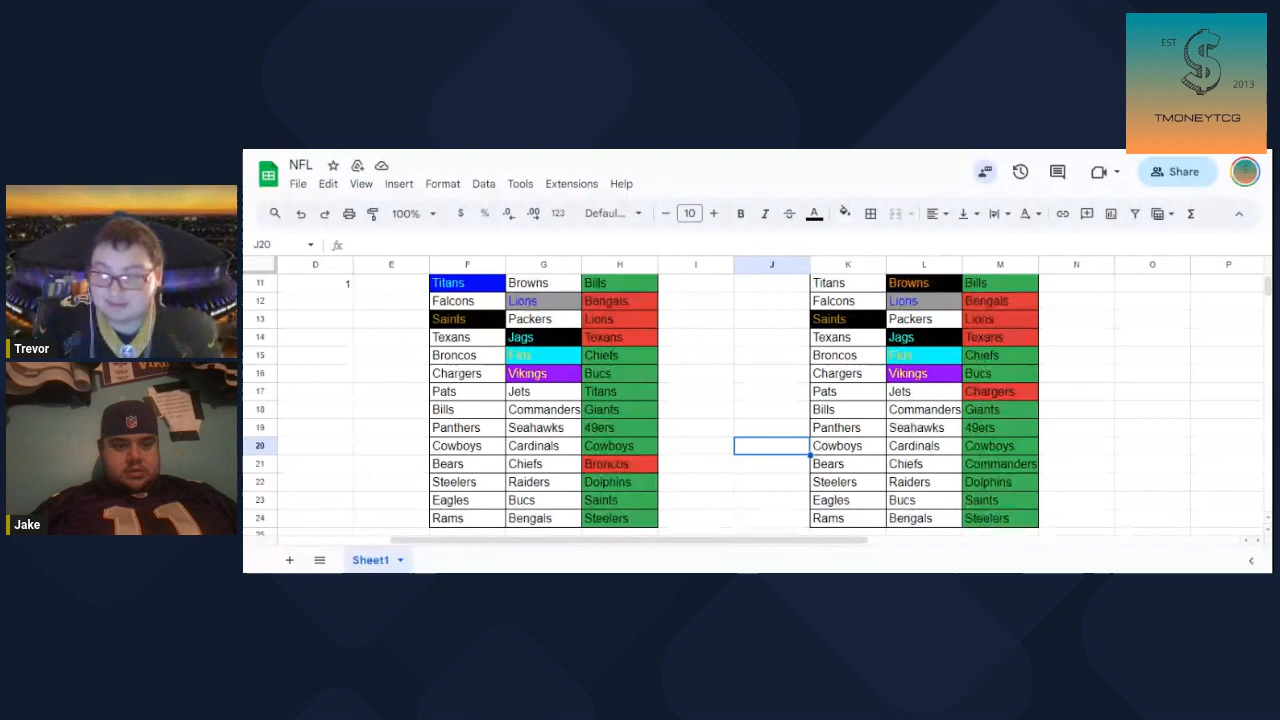 EST
2013
TMONEYTCG
NFL
File Edit View Insert Format Data Tools Extensions Help
Share
100% $ % .0 .00 123 Defaul... 10 B I A
J20 fx
D E F G H I J K L M N O P
11 1 Titans Browns Bills Titans Browns Bills
12 Falcons Lions Bengals Falcons Lions Bengals
13 Saints Packers Lions Saints Packers Lions
14 Texans Jags Texans Texans Jags Texans
15 Broncos Fins Chiefs Broncos Fins Chiefs
16 Chargers Vikings Bucs Chargers Vikings Bucs
17 Pats Jets Titans Pats Jets Chargers
18 Bills Commanders Giants Bills Commanders Giants
19 Panthers Seahawks 49ers Panthers Seahawks 49ers
20 Cowboys Cardinals Cowboys Cowboys Cardinals Cowboys
21 Bears Chiefs Broncos Bears Chiefs Commanders
22 Steelers Raiders Dolphins Steelers Raiders Dolphins
23 Eagles Bucs Saints Eagles Bucs Saints
24 Rams Bengals Steelers Rams Bengals Steelers
Sheet1
Trevor
NFL
11
Jake